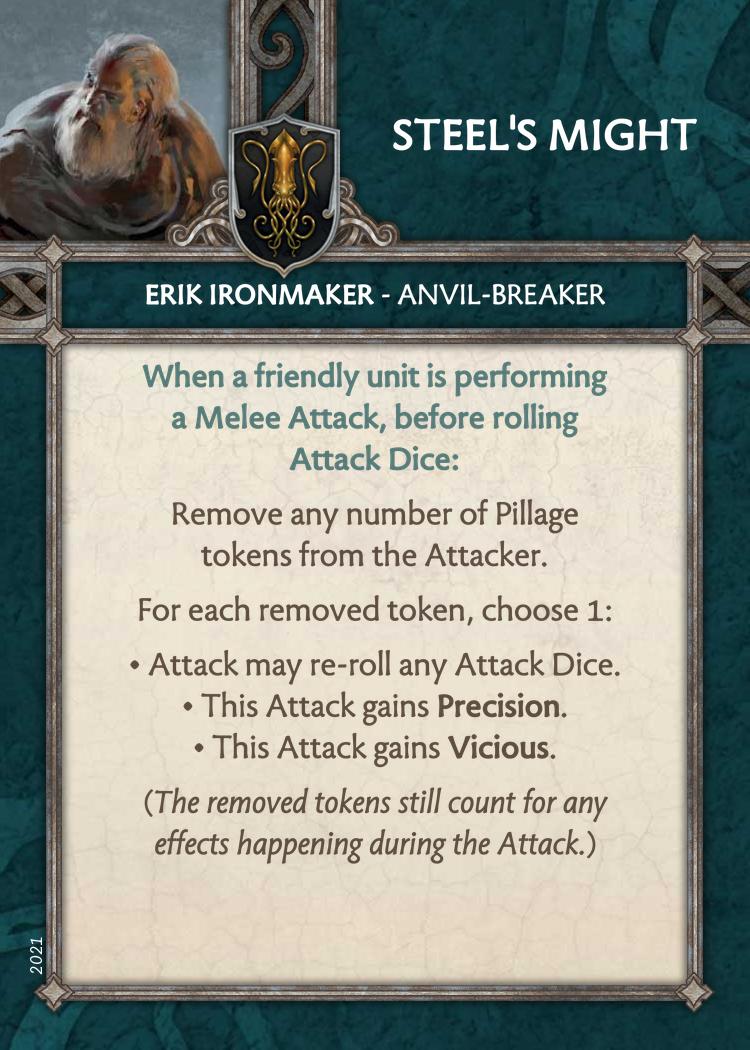 STEEL'S MIGHT
ERIK IRONMAKER - ANVIL-BREAKER
When a friendly unit is performing
a Melee Attack, before rolling
Attack Dice:
Remove any number of Pillage
tokens from the Attacker.
For each removed token, choose 1:
• Attack may re-roll any Attack Dice.
• This Attack gains Precision.
• This Attack gains Vicious.
(The removed tokens still count for any
effects happening during the Attack.)
2021